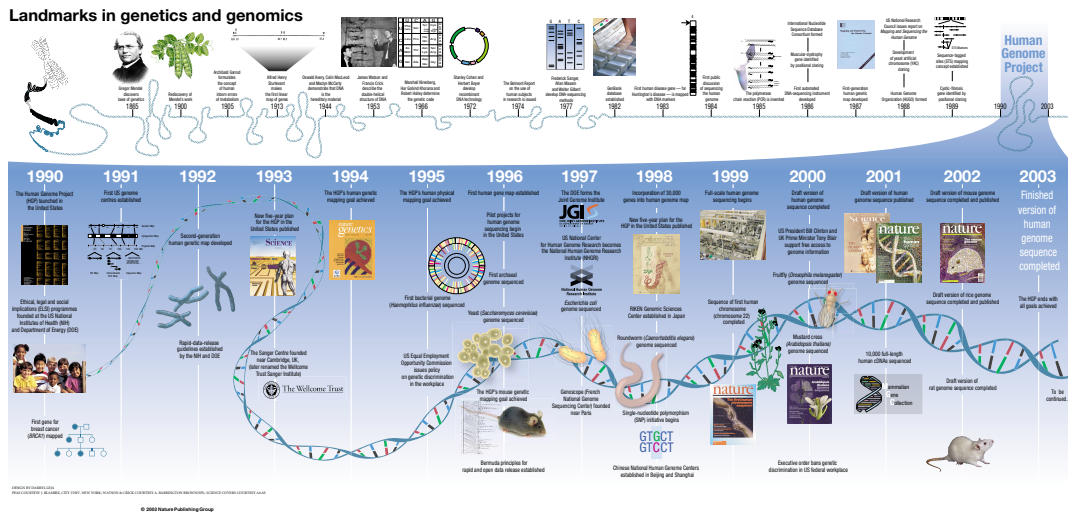 Landmarks in genetics and genomics
Gregor Mendel
discovers
laws of genetics
1865
Rediscovery of
Mendel's work
1900
Archibald Garrod
formulates
the concept
of human
inborn errors
of metabolism
1905
Alfred Henry
Sturtevant
makes
the first linear
map of genes
1913
Oswald Avery, Colin MacLeod
and Maclyn McCarty
demonstrate that DNA
is the
hereditary material
1944
James Watson and
Francis Crick
describe the
double-helical
structure of DNA
1953
Marshall Nirenberg,
Har Gobind Khorana and
Robert Holley determine
the genetic code
1966
Stanley Cohen and
Herbert Boyer
develop
recombinant
DNA technology
1972
The Belmont Report
on the use
of human subjects
in research is issued
1974
G A T C
Frederick Sanger,
Allan Maxam
and Walter Gilbert
develop DNA-sequencing
methods
1977
GenBank
database
established
1982
First human disease gene — for
Huntington's disease — is mapped
with DNA markers
1983
First public
discussion
of sequencing
the human
genome
1984
The polymerase
chain reaction (PCR) is invented
1985
International Nucleotide
Sequence Database
Consortium formed
Muscular-dystrophy
gene identified
by positional cloning
First automated
DNA-sequencing instrument
developed
1986
First-generation
human genetic
map developed
1987
US National Research
Council issues report on
Mapping and Sequencing the
Human Genome
Development
of yeast artificial
chromosome (YAC)
cloning
Human Genome
Organization (HUGO) formed
1988
Sequence-tagged
sites (STS) mapping
concept established
Cystic-fibrosis
gene identified by
positional cloning
1989
Human
Genome
Project
1990
2003
1990
The Human Genome Project
(HGP) launched in
the United States
Ethical, legal and social
implications (ELSI) programmes
founded at the US National
Institutes of Health (NIH)
and Department of Energy (DOE)
First gene for
breast cancer
(BRCA1) mapped
1991
First US genome
centres established
1992
Second-generation
human genetic map developed
Rapid-data-release
guidelines established
by the NIH and DOE
1993
New five-year plan
for the HGP in the
United States published
Science
The Sanger Centre founded
near Cambridge, UK,
(later renamed the Wellcome
Trust Sanger Institute)
The Wellcome Trust
1994
The HGP's human genetic
mapping goal achieved
nature
genetics
1995
The HGP's human physical
mapping goal achieved
First bacterial genome
(Haemophilus influenzae) sequenced
US Equal Employment
Opportunity Commission
issues policy
on genetic discrimination
in the workplace
1996
First human gene map established
Pilot projects for
human genome
sequencing begin
in the United States
First archaeal
genome sequenced
Yeast (Saccharomyces cerevisiae)
genome sequenced
The HGP's mouse genetic
mapping goal achieved
Bermuda principles for
rapid and open data release established
1997
The DOE forms the
Joint Genome Institute
JGI
US National Center
for Human Genome Research becomes
the National Human Genome Research
Institute (NHGRI)
National Human Genome
Research Institute
Escherichia coli
genome sequenced
Genoscope (French
National Genome
Sequencing Center) founded
near Paris
1998
Incorporation of 30,000
genes into human genome map
New five-year plan for
the HGP in the United States published
RIKEN Genomic Sciences
Center established in Japan
Roundworm (Caenorhabditis elegans)
genome sequenced
Single-nucleotide polymorphism
(SNP) initiative begins
GTGCT
GTCCT
Chinese National Human Genome Centers
established in Beijing and Shanghai
1999
Full-scale human genome
sequencing begins
Sequence of first human
chromosome
(chromosome 22)
completed
nature
2000
Draft version of
human genome
sequence completed
US President Bill Clinton and
UK Prime Minister Tony Blair
support free access to
genome information
Fruitfly (Drosophila melanogaster)
genome sequenced
Mustard cress
(Arabidopsis thaliana)
genome sequenced
nature
Executive order bans genetic
discrimination in US federal workplace
2001
Draft version of human
genome sequence published
Science
nature
10,000 full-length
human cDNAs sequenced
2002
Draft version of mouse genome
sequence completed and published
nature
Draft version of rice genome
sequence completed and published
Draft version of
rat genome sequence completed
2003
Finished
version of
human
genome
sequence
completed
The HGP ends with
all goals achieved
To be
continued...
DESIGN BY DARRYL LEJA
© 2003 Nature Publishing Group